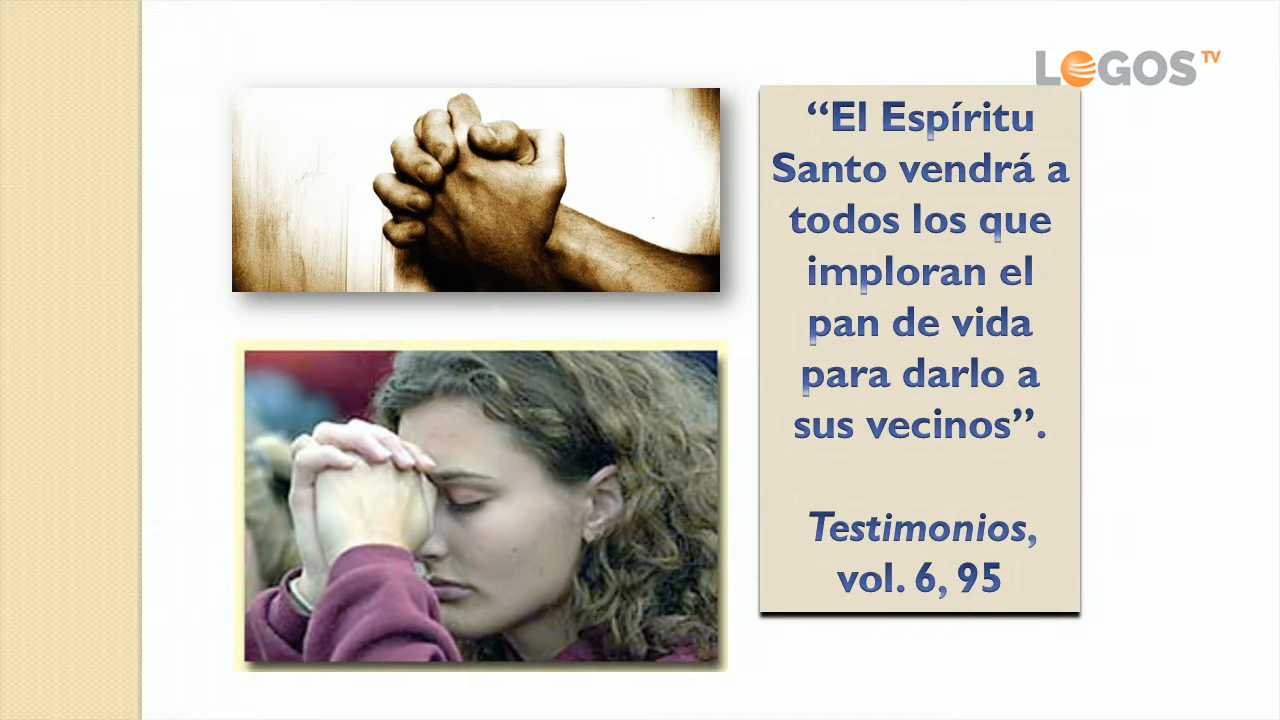 LOGOS TV
“El Espíritu
Santo vendrá a
todos los que
imploran el
pan de vida
para darlo a
sus vecinos”.
Testimonios,
vol. 6, 95